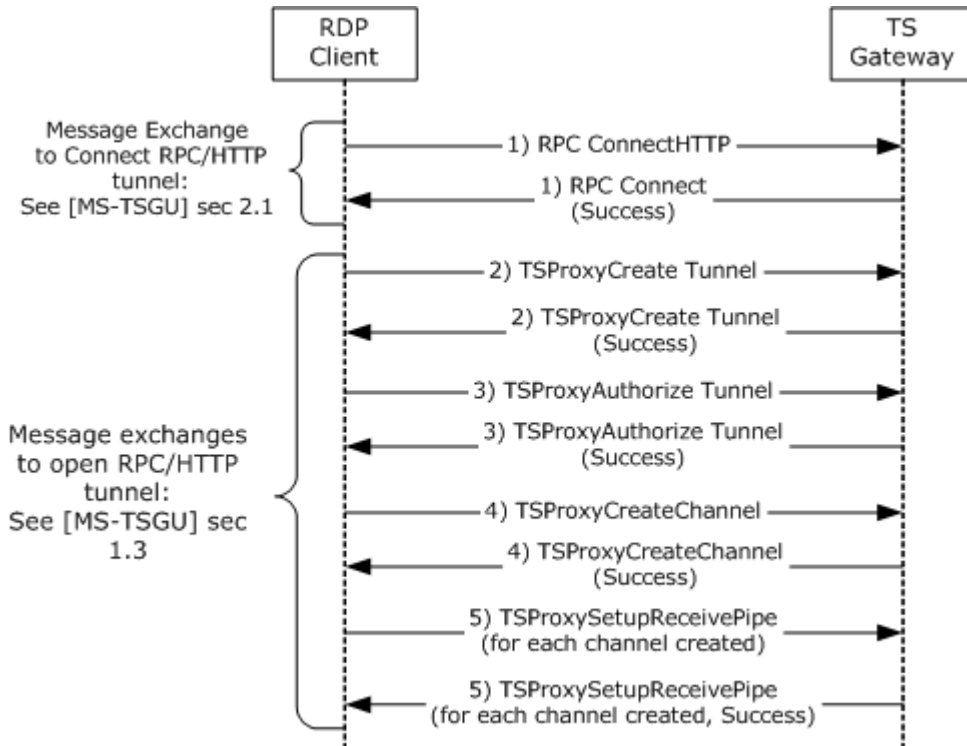 RDP
Client
TS
Gateway
Message Exchange
to Connect RPC/HTTP
tunnel:
See [MS-TSGU] sec 2.1
1) RPC ConnectHTTP
1) RPC Connect
(Success)
Message exchanges
to open RPC/HTTP
tunnel:
See [MS-TSGU] sec
1.3
2) TSProxyCreate Tunnel
2) TSProxyCreate Tunnel
(Success)
3) TSProxyAuthorize Tunnel
3) TSProxyAuthorize Tunnel
(Success)
4) TSProxyCreateChannel
4) TSProxyCreateChannel
(Success)
5) TSProxySetupReceivePipe
(for each channel created)
5) TSProxySetupReceivePipe
(for each channel created, Success)